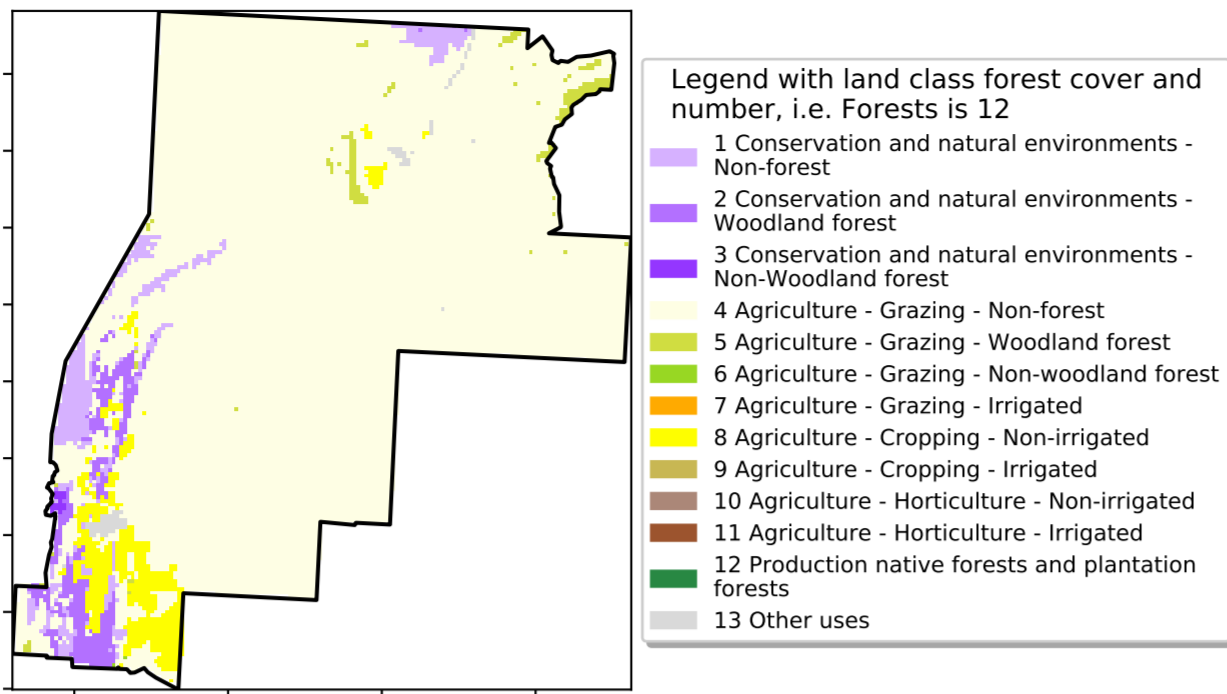 Legend with land class forest cover and
number, i.e. Forests is 12
1 Conservation and natural environments -
Non-forest
2 Conservation and natural environments -
Woodland forest
3 Conservation and natural environments -
Non-Woodland forest
4 Agriculture - Grazing - Non-forest
5 Agriculture - Grazing - Woodland forest
6 Agriculture - Grazing - Non-woodland forest
7 Agriculture - Grazing - Irrigated
8 Agriculture - Cropping - Non-irrigated
9 Agriculture - Cropping - Irrigated
10 Agriculture - Horticulture - Non-irrigated
11 Agriculture - Horticulture - Irrigated
12 Production native forests and plantation
forests
13 Other uses